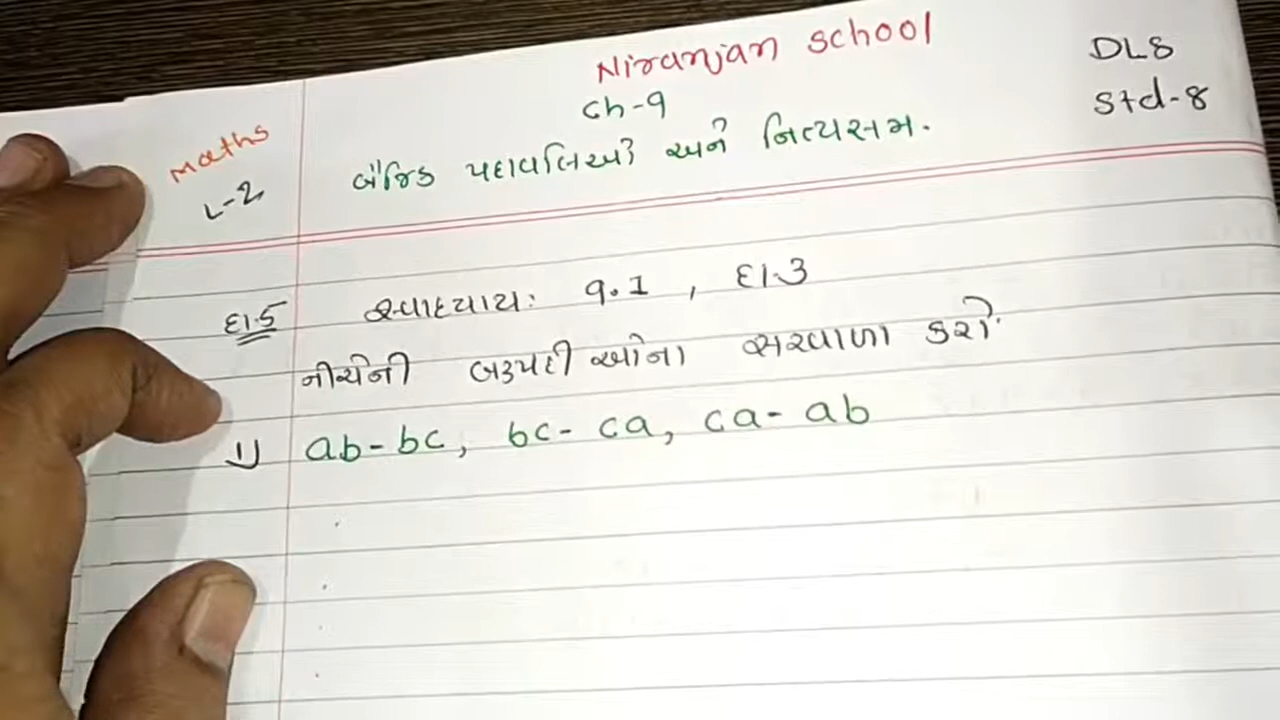 Niranjan school
DL8
Ch-9
Std-8
Maths
બૈજિક પદાવલિઓ અને નિત્યસમ.
L-2
દા.5 સ્વાધ્યાય: 9.1 , દા.3
નીચેની બહુપદીઓના સરવાળા કરો.
1) ab-bc, bc-ca, ca-ab